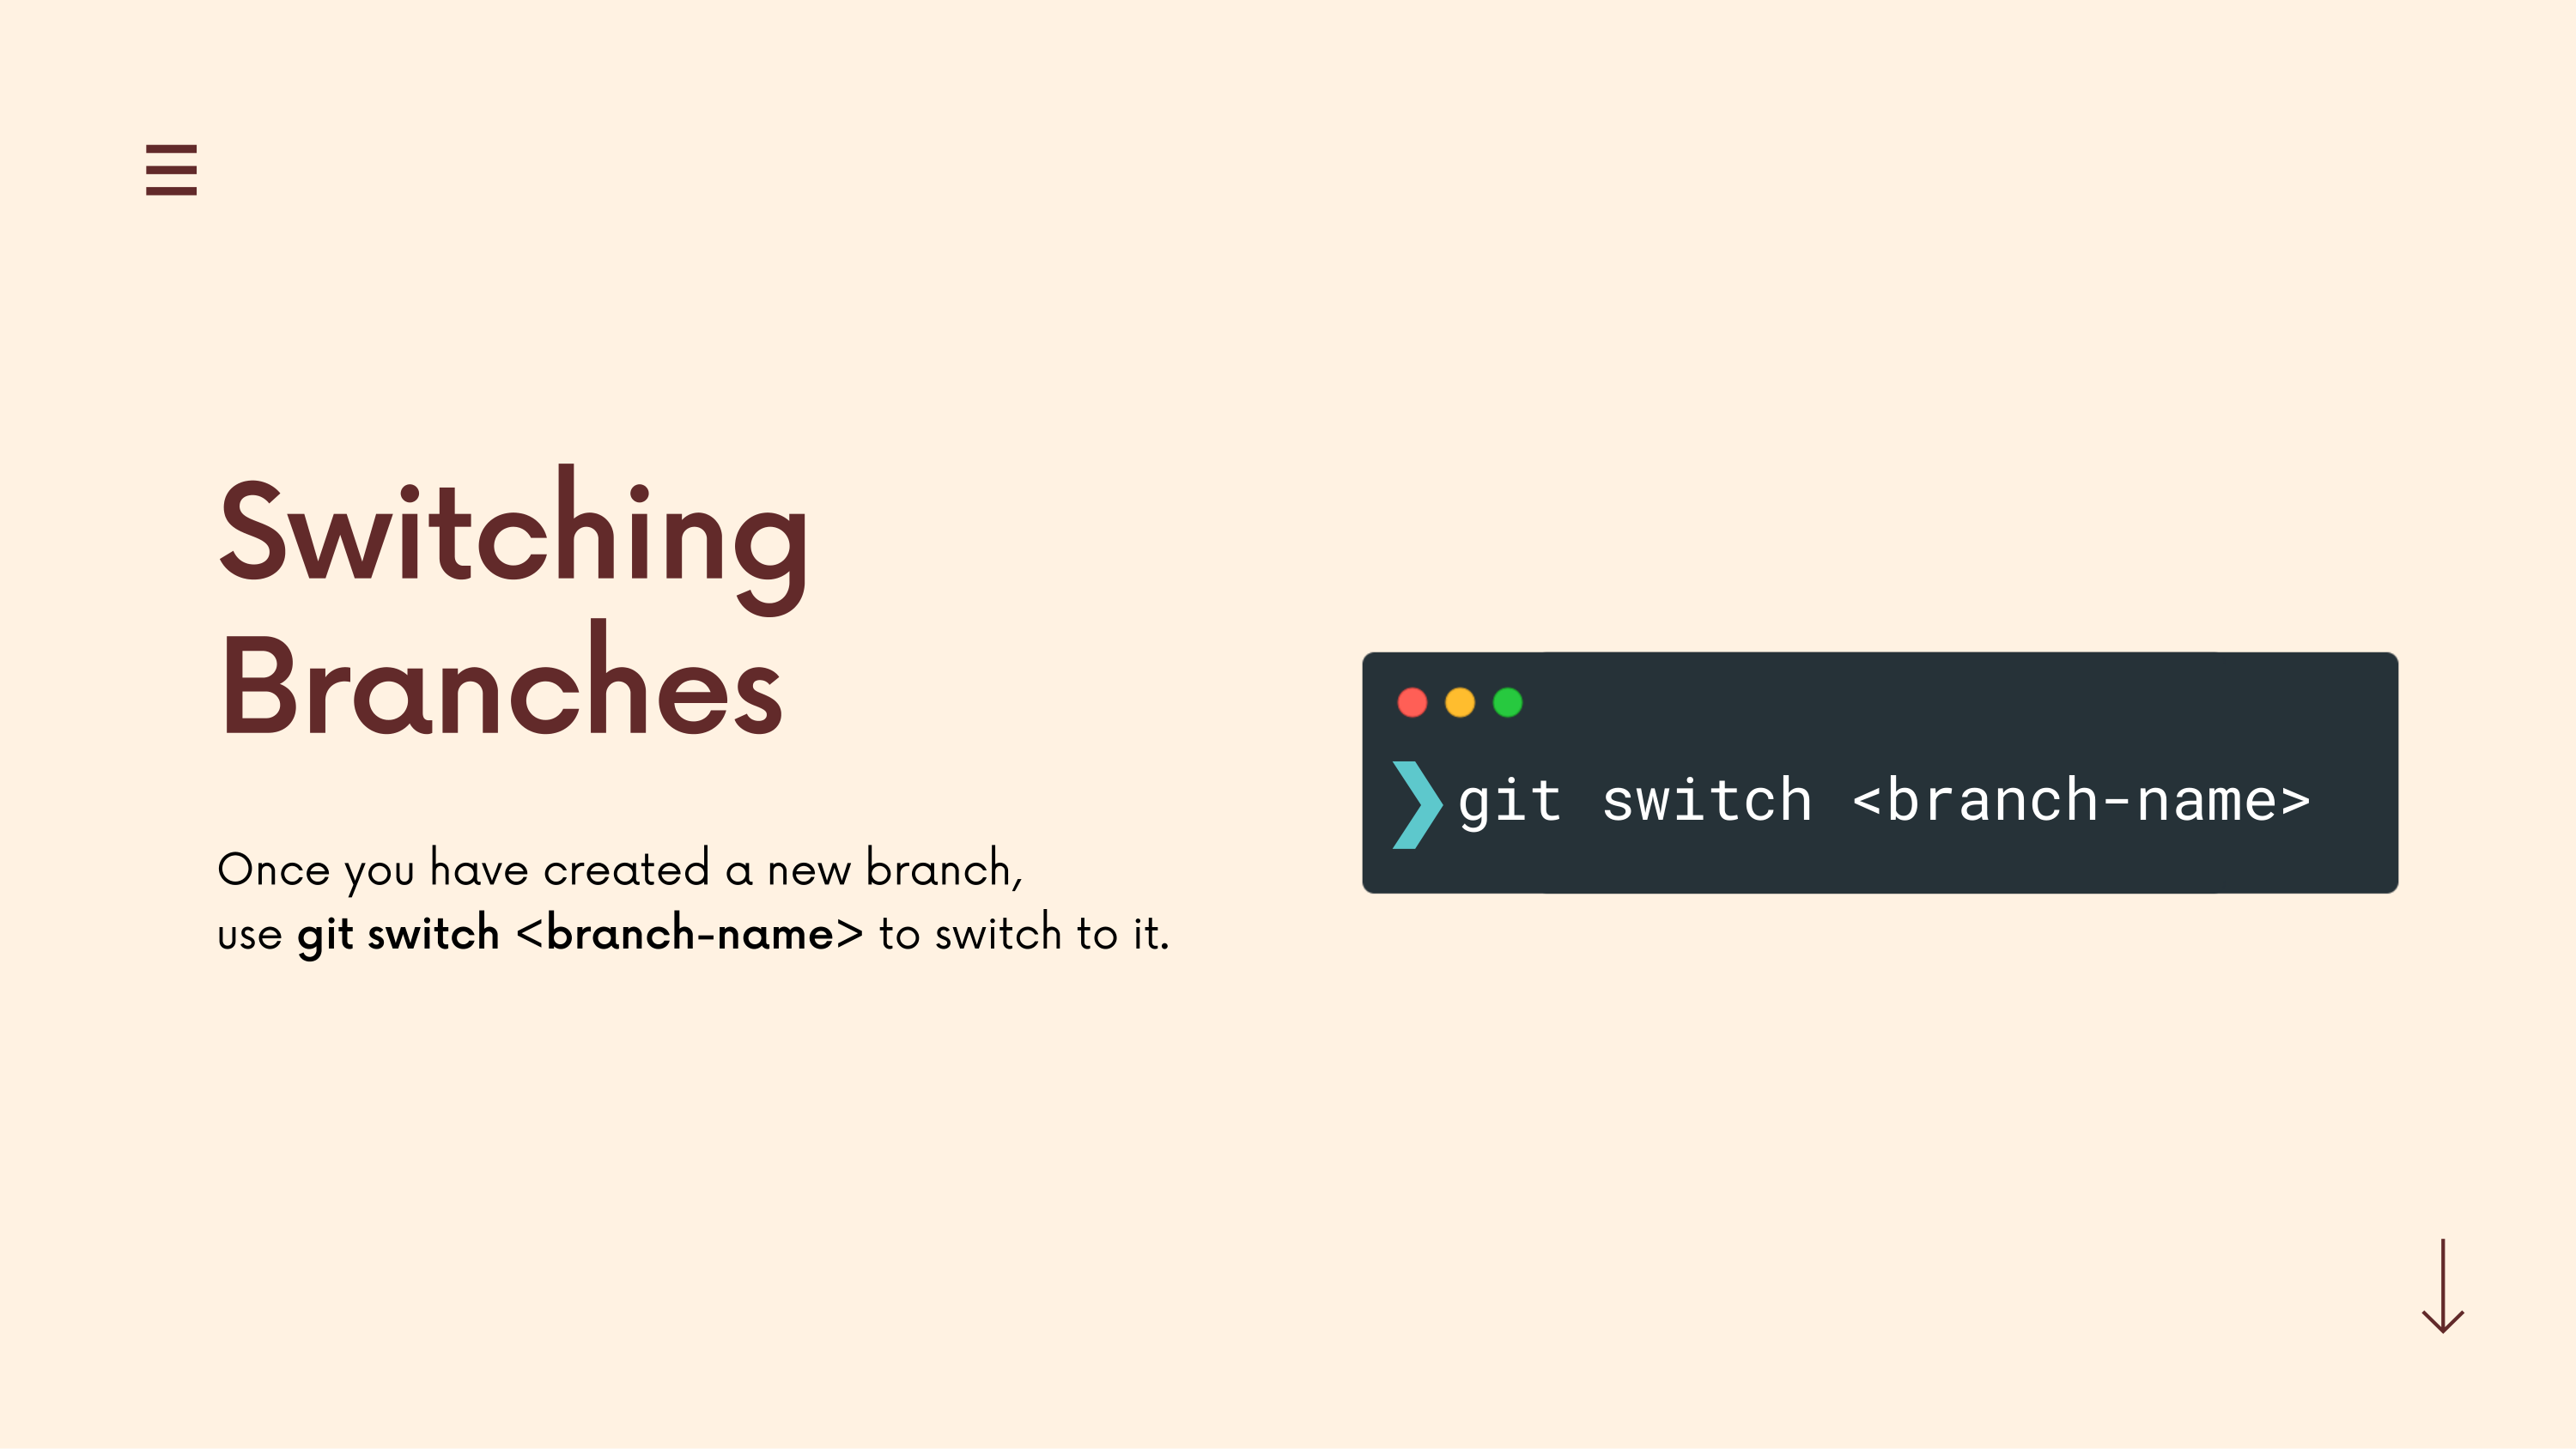 Switching
Branches
Once you have created a new branch,
use git switch <branch-name> to switch to it.
❯ git switch <branch-name>